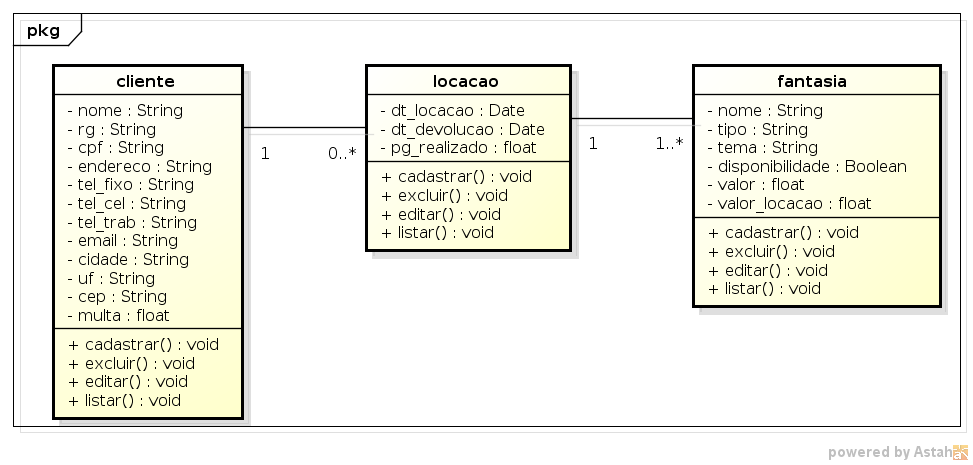 pkg
cliente
- nome : String
- rg : String
- cpf : String
- endereco : String
- tel_fixo : String
- tel_cel : String
- tel_trab : String
- email : String
- cidade : String
- uf : String
- cep : String
- multa : float
+ cadastrar() : void
+ excluir() : void
+ editar() : void
+ listar() : void
1
0..*
locacao
- dt_locacao : Date
- dt_devolucao : Date
- pg_realizado : float
+ cadastrar() : void
+ excluir() : void
+ editar() : void
+ listar() : void
1
1..*
fantasia
- nome : String
- tipo : String
- tema : String
- disponibilidade : Boolean
- valor : float
- valor_locacao : float
+ cadastrar() : void
+ excluir() : void
+ editar() : void
+ listar() : void
powered by Astah